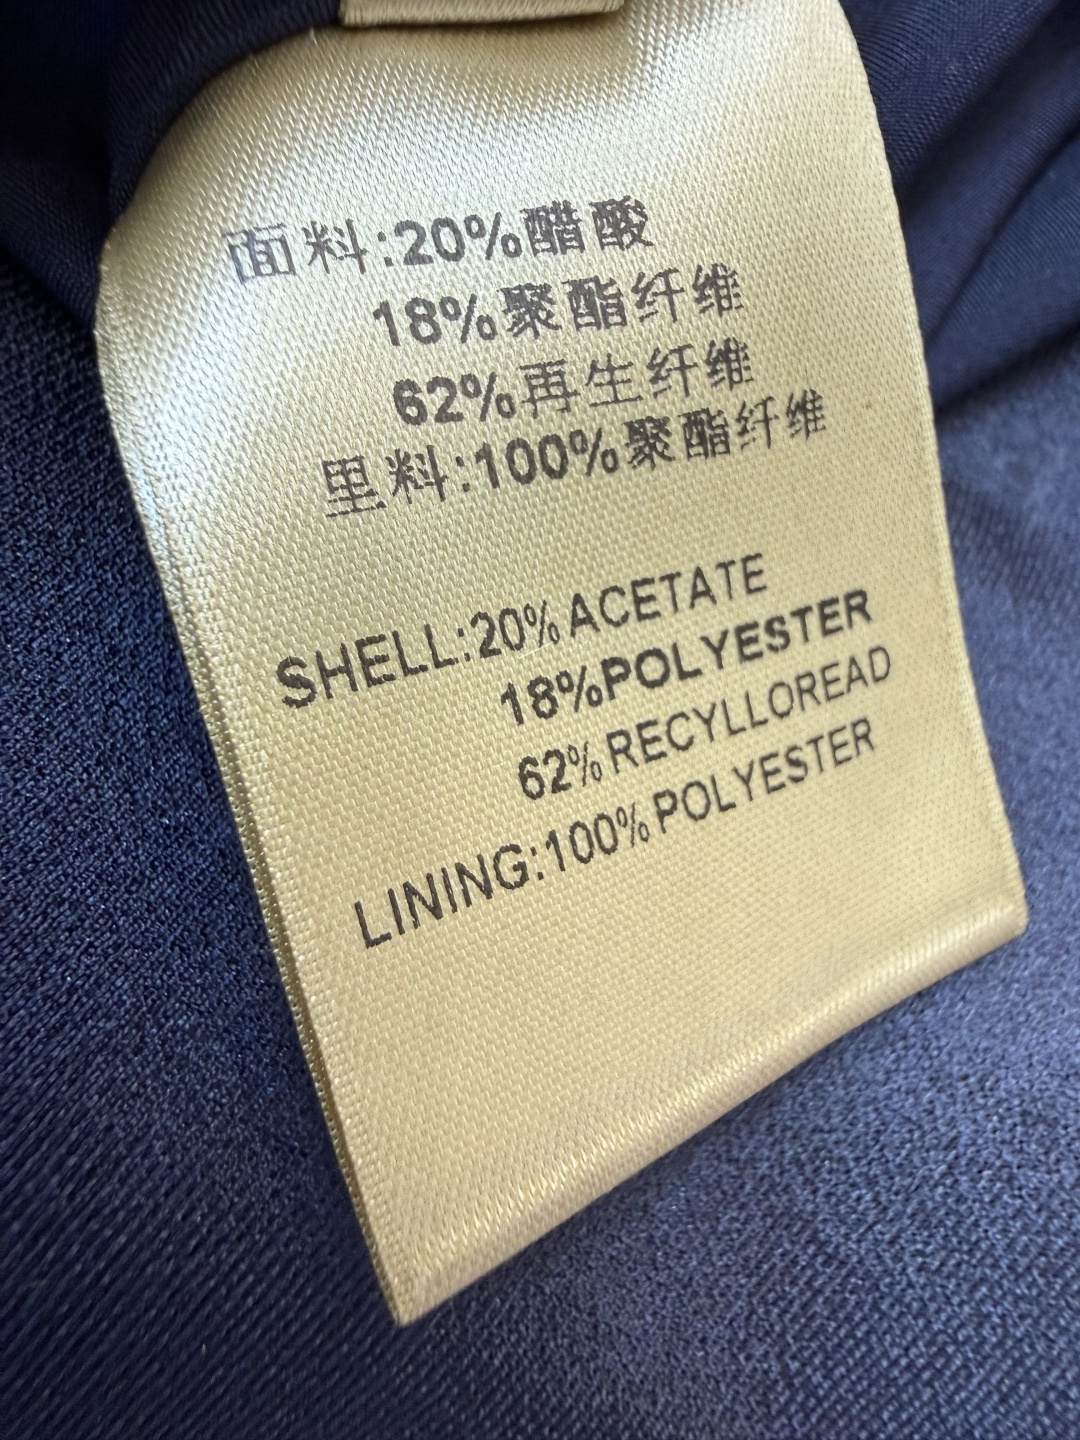 面料:20%醋酸
18%聚酯纤维
62%再生纤维
里料:100%聚酯纤维
SHELL:20% ACETATE
18%POLYESTER
62% RECYLLOREAD
LINING:100% POLYESTER